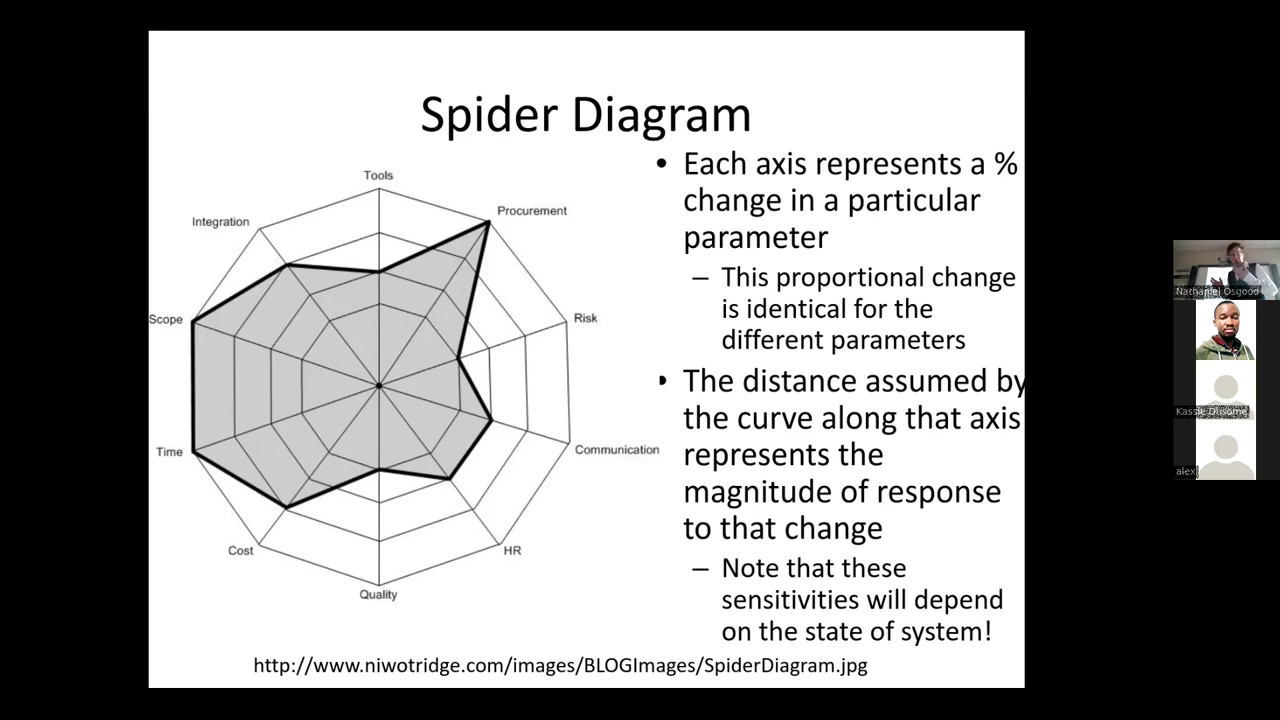 Spider Diagram
Tools
Procurement
Integration
Risk
Scope
Time
Communication
Cost
HR
Quality
• Each axis represents a %
change in a particular
parameter
– This proportional change
is identical for the
different parameters
• The distance assumed by
the curve along that axis
represents the
magnitude of response
to that change
– Note that these
sensitivities will depend
on the state of system!
http://www.niwotridge.com/images/BLOGImages/SpiderDiagram.jpg
Nathaniel Osgood
Kassie Dusome
alex